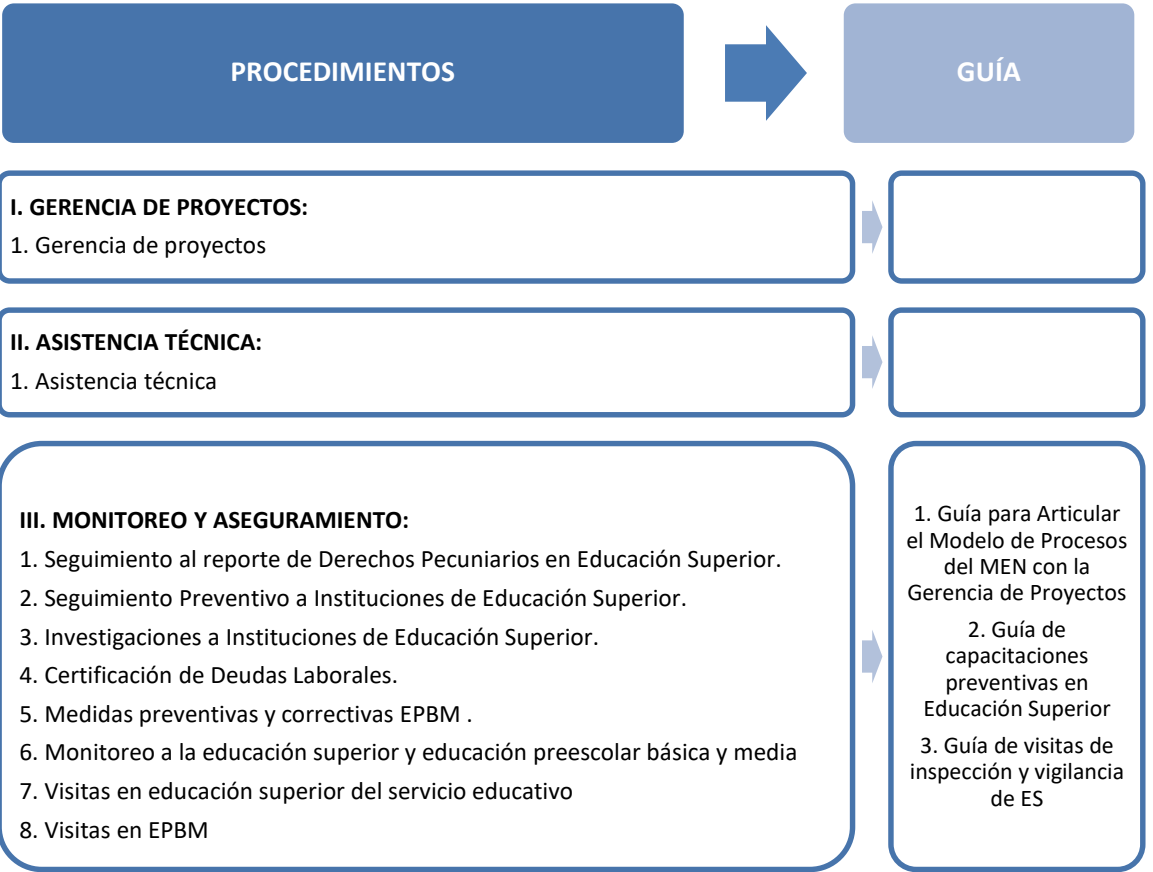 PROCEDIMIENTOS
GUÍA
I. GERENCIA DE PROYECTOS:
1. Gerencia de proyectos
II. ASISTENCIA TÉCNICA:
1. Asistencia técnica
III. MONITOREO Y ASEGURAMIENTO:
1. Seguimiento al reporte de Derechos Pecuniarios en Educación Superior.
2. Seguimiento Preventivo a Instituciones de Educación Superior.
3. Investigaciones a Instituciones de Educación Superior.
4. Certificación de Deudas Laborales.
5. Medidas preventivas y correctivas EPBM .
6. Monitoreo a la educación superior y educación preescolar básica y media
7. Visitas en educación superior del servicio educativo
8. Visitas en EPBM
1. Guía para Articular
el Modelo de Procesos
del MEN con la
Gerencia de Proyectos
2. Guía de
capacitaciones
preventivas en
Educación Superior
3. Guía de visitas de
inspección y vigilancia
de ES